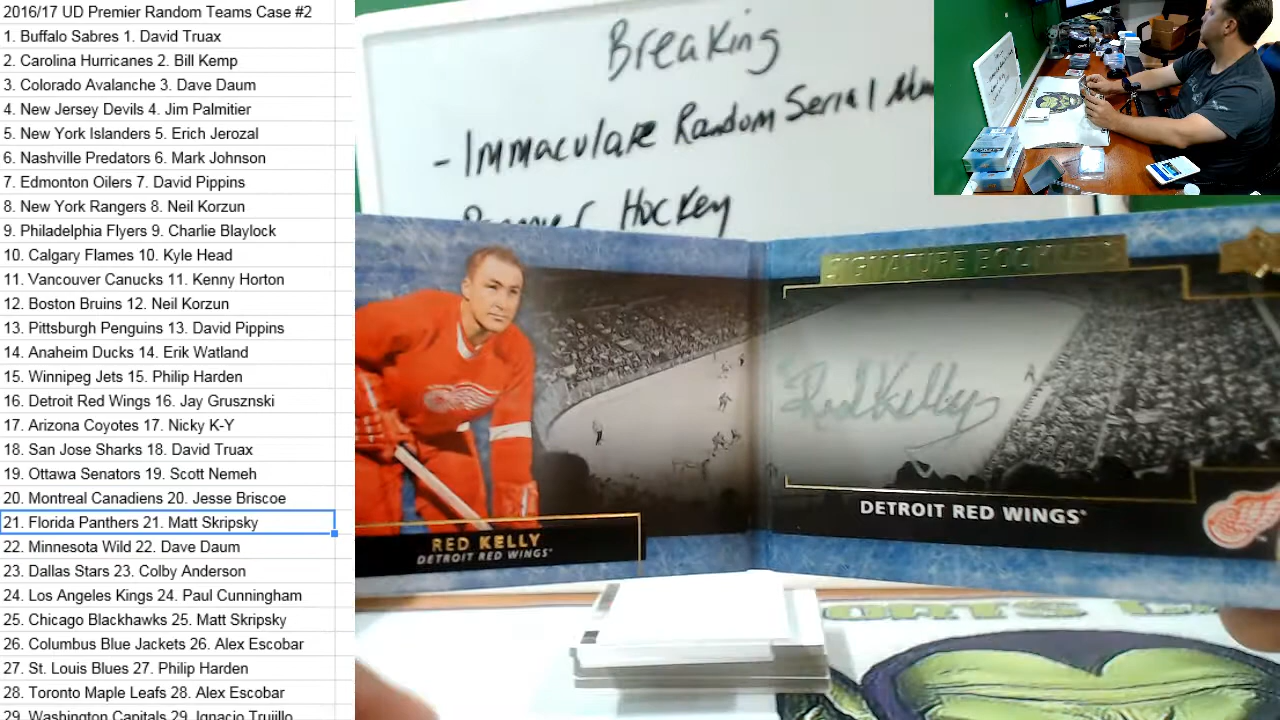 2016/17 UD Premier Random Teams Case #2
1. Buffalo Sabres 1. David Truax
2. Carolina Hurricanes 2. Bill Kemp
3. Colorado Avalanche 3. Dave Daum
4. New Jersey Devils 4. Jim Palmitier
5. New York Islanders 5. Erich Jerozal
6. Nashville Predators 6. Mark Johnson
7. Edmonton Oilers 7. David Pippins
8. New York Rangers 8. Neil Korzun
9. Philadelphia Flyers 9. Charlie Blaylock
10. Calgary Flames 10. Kyle Head
11. Vancouver Canucks 11. Kenny Horton
12. Boston Bruins 12. Neil Korzun
13. Pittsburgh Penguins 13. David Pippins
14. Anaheim Ducks 14. Erik Watland
15. Winnipeg Jets 15. Philip Harden
16. Detroit Red Wings 16. Jay Grusznski
17. Arizona Coyotes 17. Nicky K-Y
18. San Jose Sharks 18. David Truax
19. Ottawa Senators 19. Scott Nemeh
20. Montreal Canadiens 20. Jesse Briscoe
21. Florida Panthers 21. Matt Skripsky
22. Minnesota Wild 22. Dave Daum
23. Dallas Stars 23. Colby Anderson
24. Los Angeles Kings 24. Paul Cunningham
25. Chicago Blackhawks 25. Matt Skripsky
26. Columbus Blue Jackets 26. Alex Escobar
27. St. Louis Blues 27. Philip Harden
28. Toronto Maple Leafs 28. Alex Escobar
29. Washington Capitals 29. Ignacio Trujillo
Breaking
- Immaculate Random Serial
Premier Hockey
SIGNATURE BOOKLETS
Red Kelly
DETROIT RED WINGS
RED KELLY
DETROIT RED WINGS